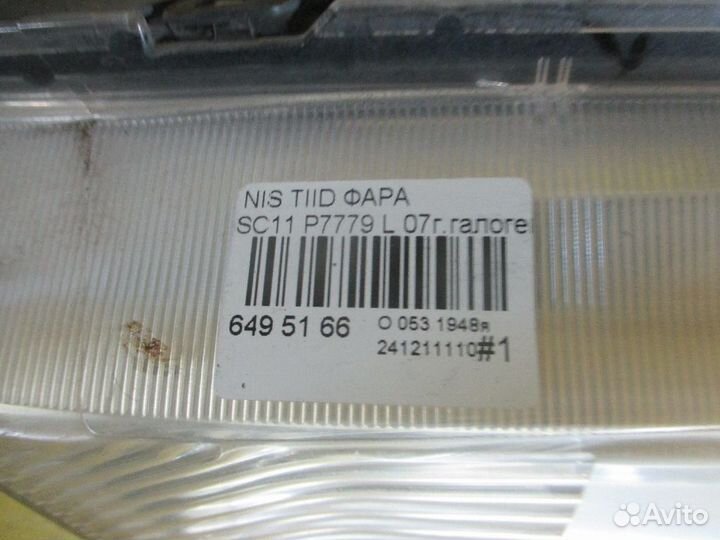 NIS TIID ФАРА
SC11 P7779 L 07г.галоге
649 51 66
О 053 1948я
241211110#1
Avito